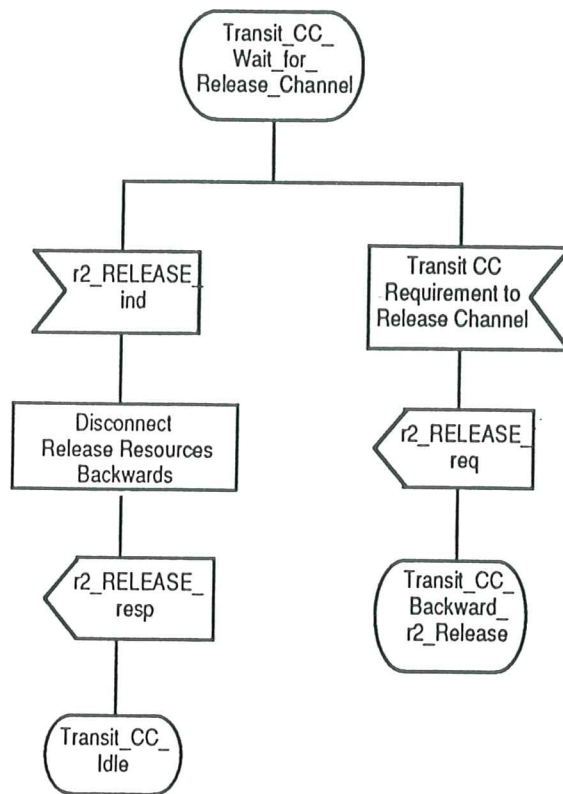 Transit_CC_
Wait_for_
Release_Channel
r2_RELEASE_
ind
Transit CC
Requirement to
Release Channel
Disconnect
Release Resources
Backwards
r2_RELEASE_
req
r2_RELEASE_
resp
Transit_CC_
Backward_
r2_Release
Transit_CC_
Idle